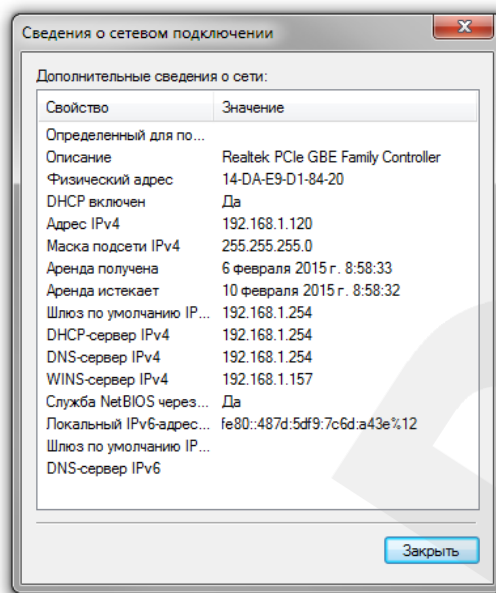 Сведения о сетевом подключении
Дополнительные сведения о сети:
Свойство Значение
Определенный для по...
Описание Realtek PCIe GBE Family Controller
Физический адрес 14-DA-E9-D1-84-20
DHCP включен Да
Адрес IPv4 192.168.1.120
Маска подсети IPv4 255.255.255.0
Аренда получена 6 февраля 2015 г. 8:58:33
Аренда истекает 10 февраля 2015 г. 8:58:32
Шлюз по умолчанию IP... 192.168.1.254
DHCP-сервер IPv4 192.168.1.254
DNS-сервер IPv4 192.168.1.254
WINS-сервер IPv4 192.168.1.157
Служба NetBIOS через... Да
Локальный IPv6-адрес... fe80::487d:5df9:7c6d:a43e%12
Шлюз по умолчанию IP...
DNS-сервер IPv6
Закрыть